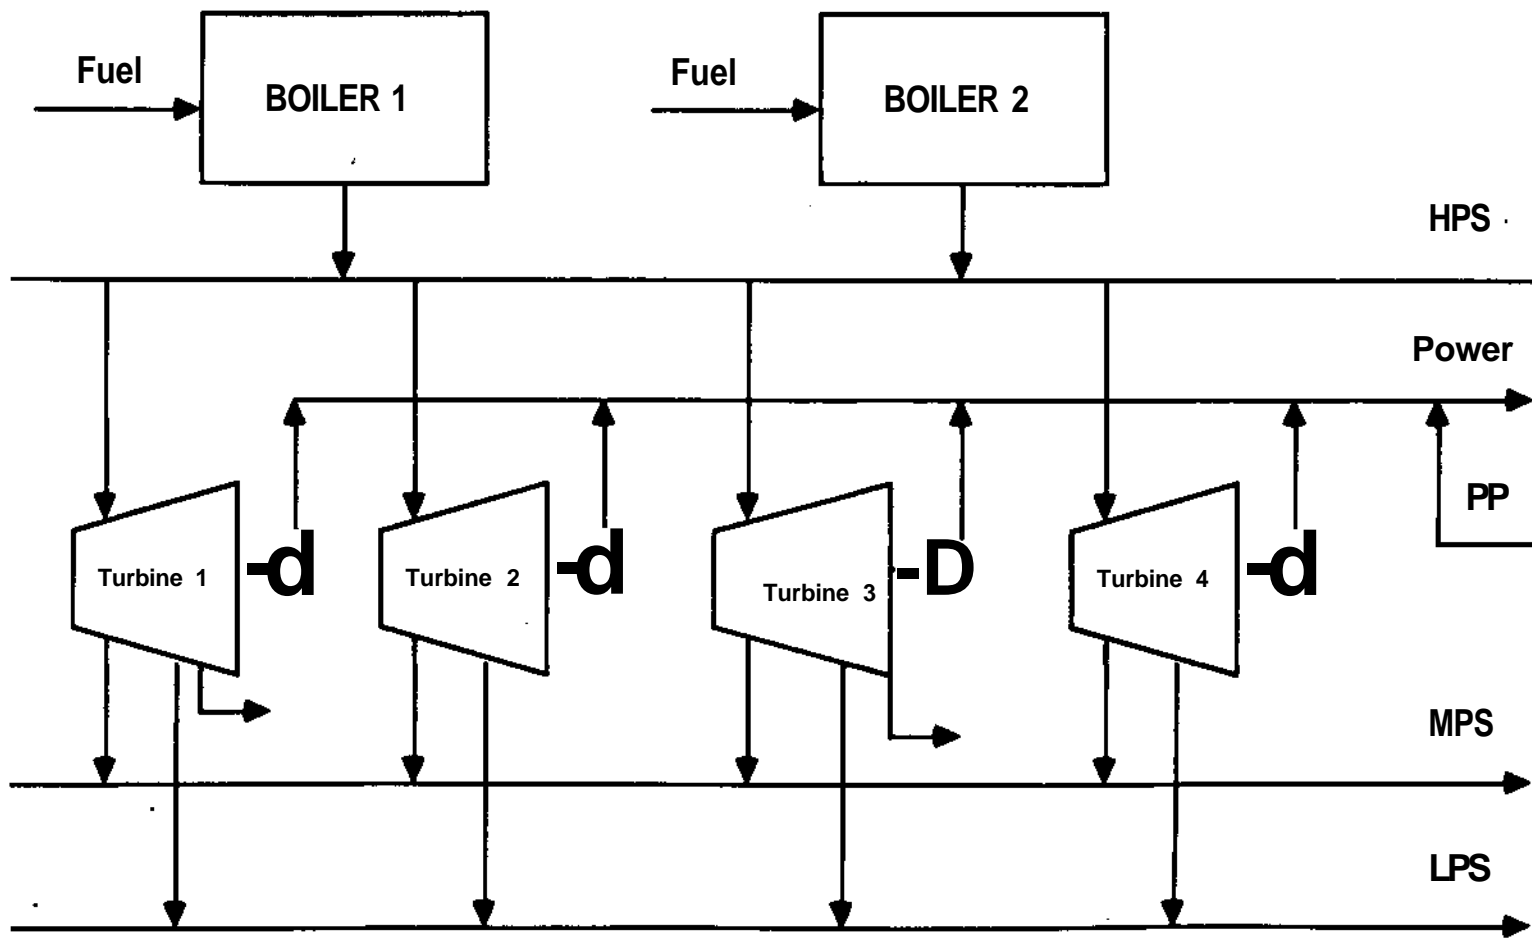 Fuel
BOILER 1
Fuel
BOILER 2
HPS
Power
PP
Turbine 1
-d
Turbine 2
-d
Turbine 3
-D
Turbine 4
-d
MPS
LPS